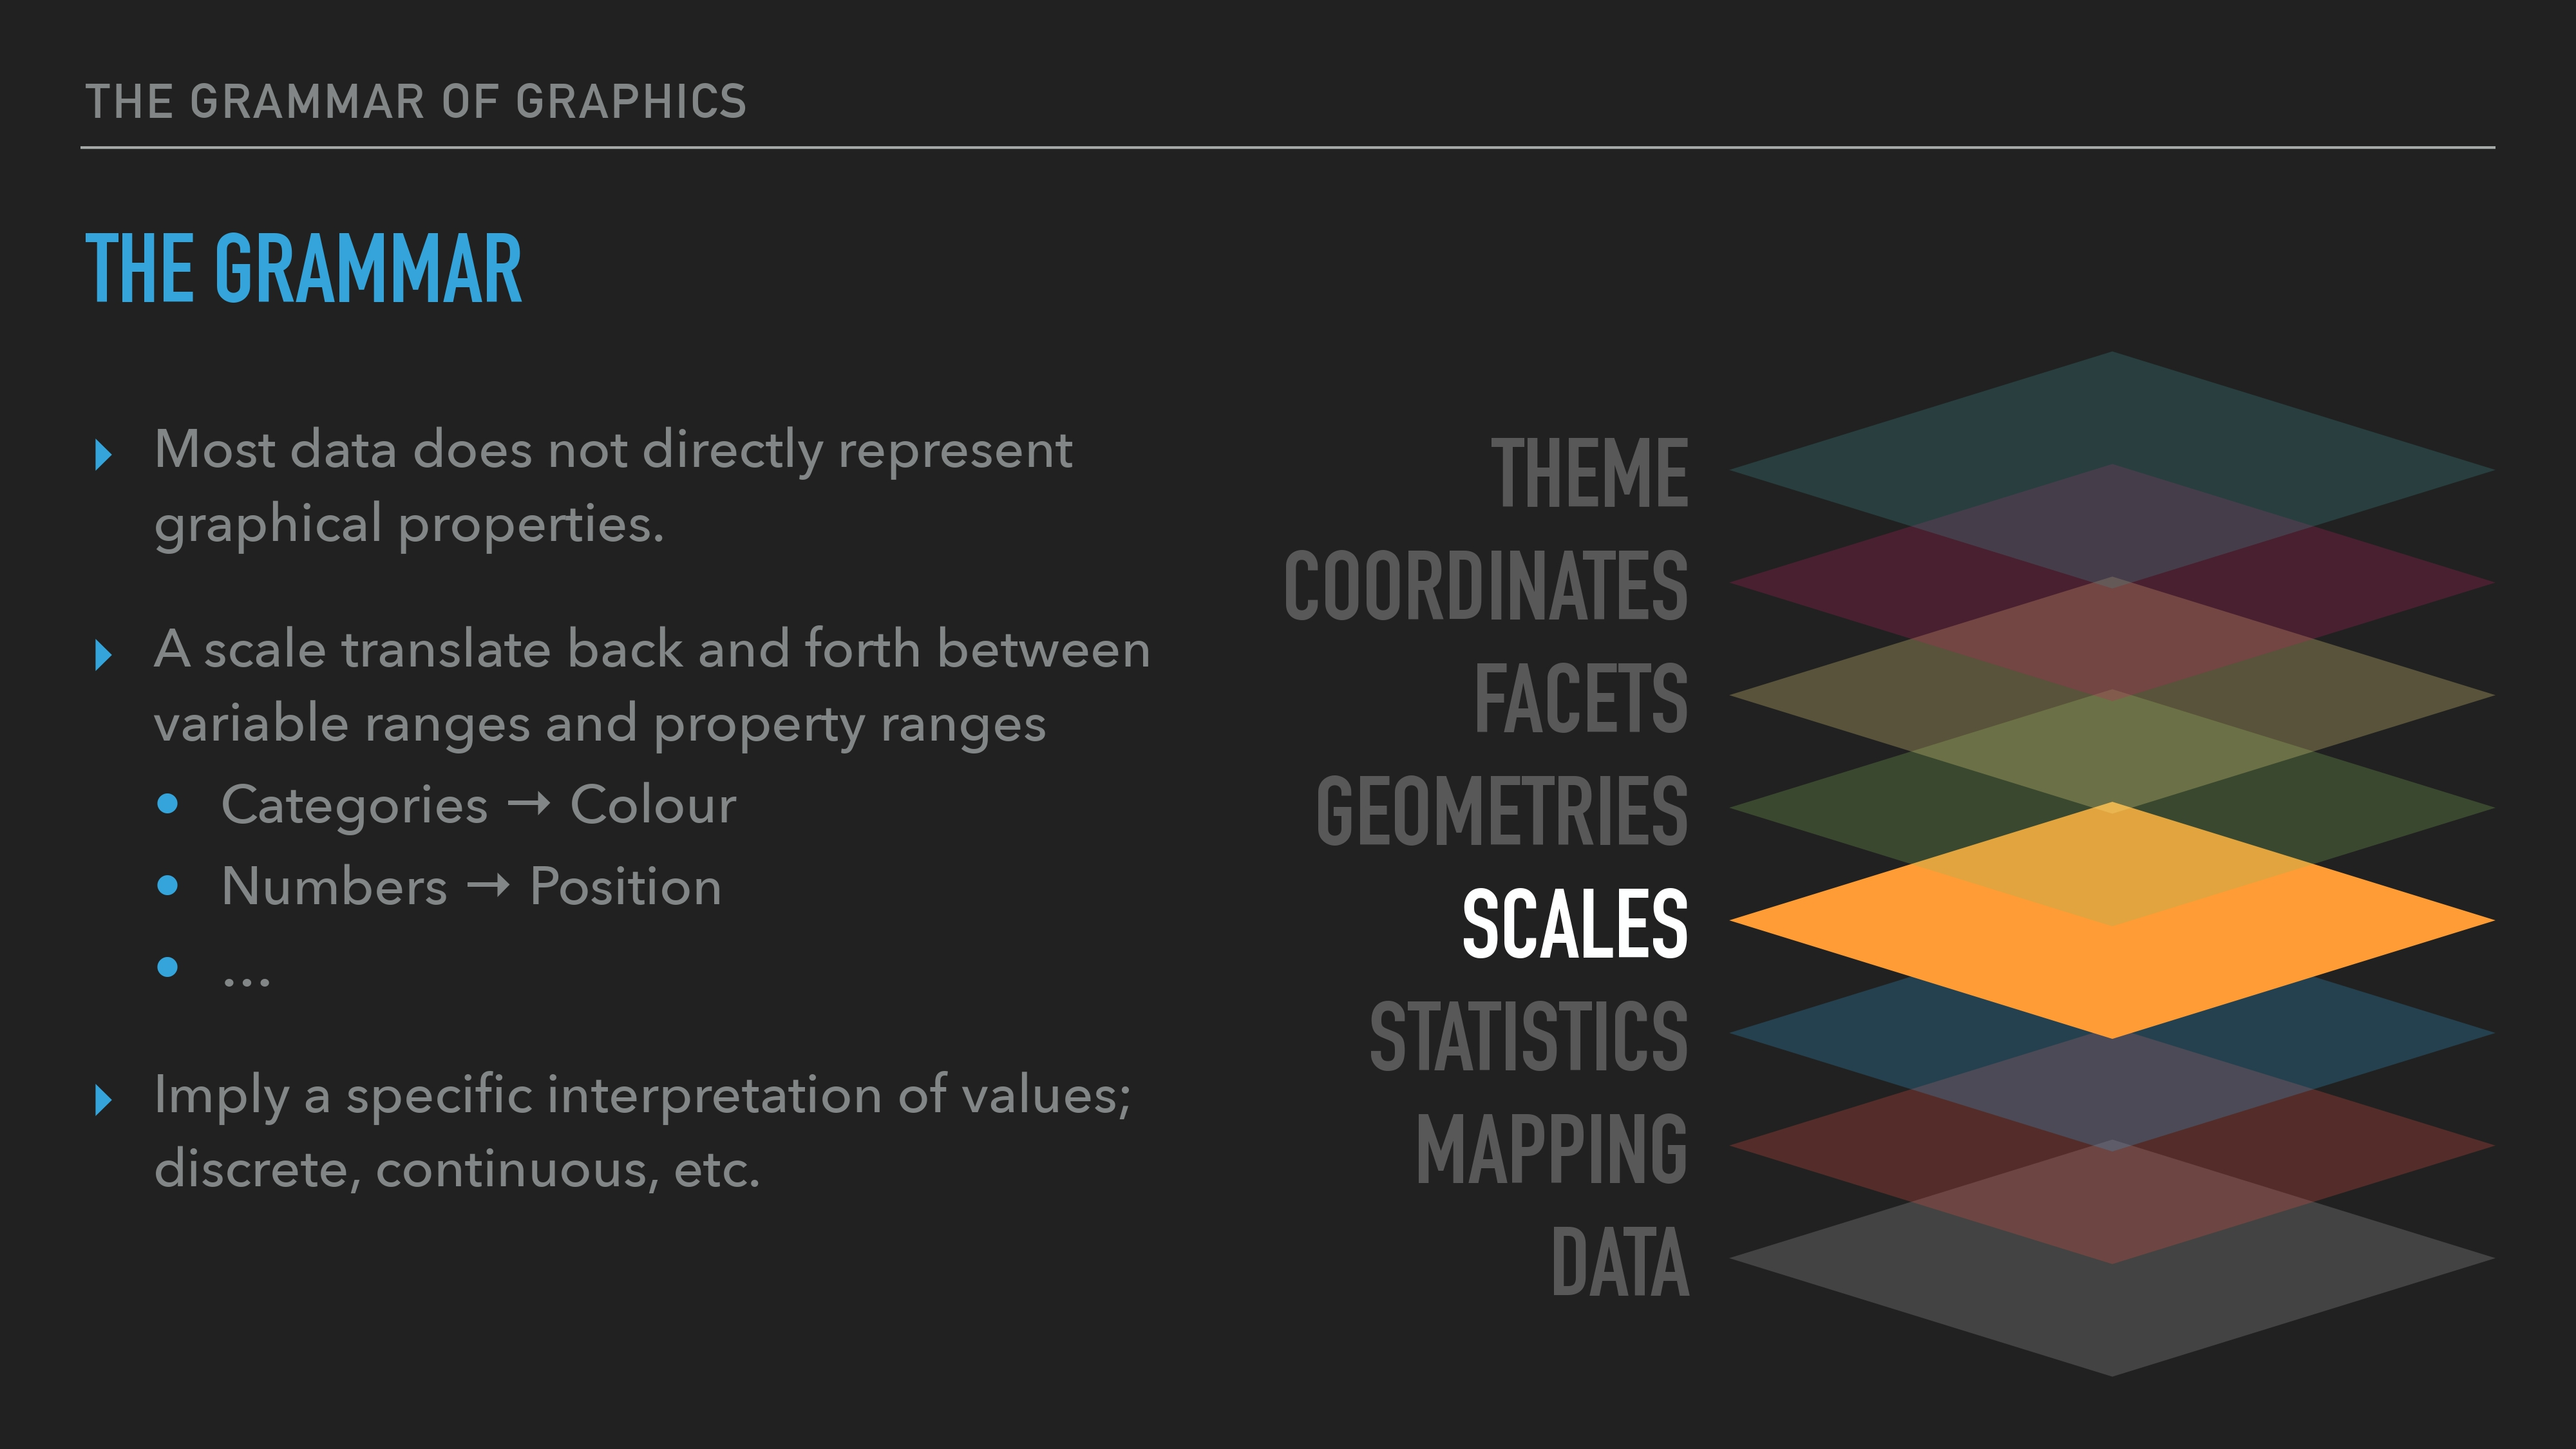 THE GRAMMAR OF GRAPHICS
THE GRAMMAR
Most data does not directly represent
graphical properties.
A scale translate back and forth between
variable ranges and property ranges
Categories → Colour
Numbers → Position
...
Imply a specific interpretation of values;
discrete, continuous, etc.
THEME
COORDINATES
FACETS
GEOMETRIES
SCALES
STATISTICS
MAPPING
DATA